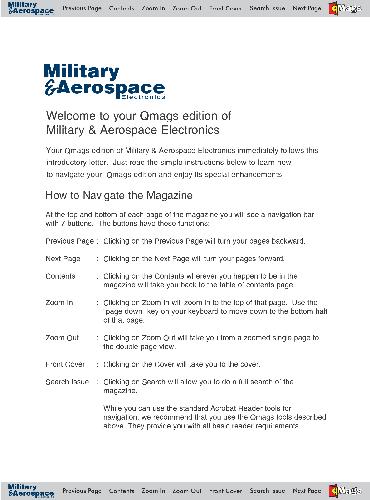 Military
&Aerospace
Electronics
Previous Page Contents Zoom In Zoom Out Front Cover Search Issue Next Page
Military
&Aerospace
Electronics
Welcome to your Qmags edition of
Military & Aerospace Electronics
Your Qmags edition of Military & Aerospace Electronics immediately follows this
introductory letter. Just read the simple instructions below to learn how
to navigate your Qmags edition and enjoy its special enhancements
How to Navigate the Magazine
At the top and bottom of each page of the magazine you will see a navigation bar
with 7 buttons. The buttons have these functions:
Previous Page : Clicking on the Previous Page will turn your pages backward.
Next Page : Clicking on the Next Page will turn your pages forward.
Contents : Clicking on the Contents wherever you happen to be in the
magazine will take you back to the table of contents page.
Zoom In : Clicking on Zoom In will zoom in to the top of that page. Use the
"page down" key on your keyboard to move down to the bottom half
of that page.
Zoom Out : Clicking on Zoom Out will take you from a zoomed single page to
the double page view.
Front Cover : Clicking on the Cover will take you to the cover.
Search Issue : Clicking on Search will allow you to do a full search of the
magazine.
While you can use the standard Acrobat Reader tools for
navigation, we recommend that you use the Qmags tools described
above. They provide you with all basic reader requirements.
Military
&Aerospace
Previous Page Contents Zoom In Zoom Out Front Cover Search Issue Next Page